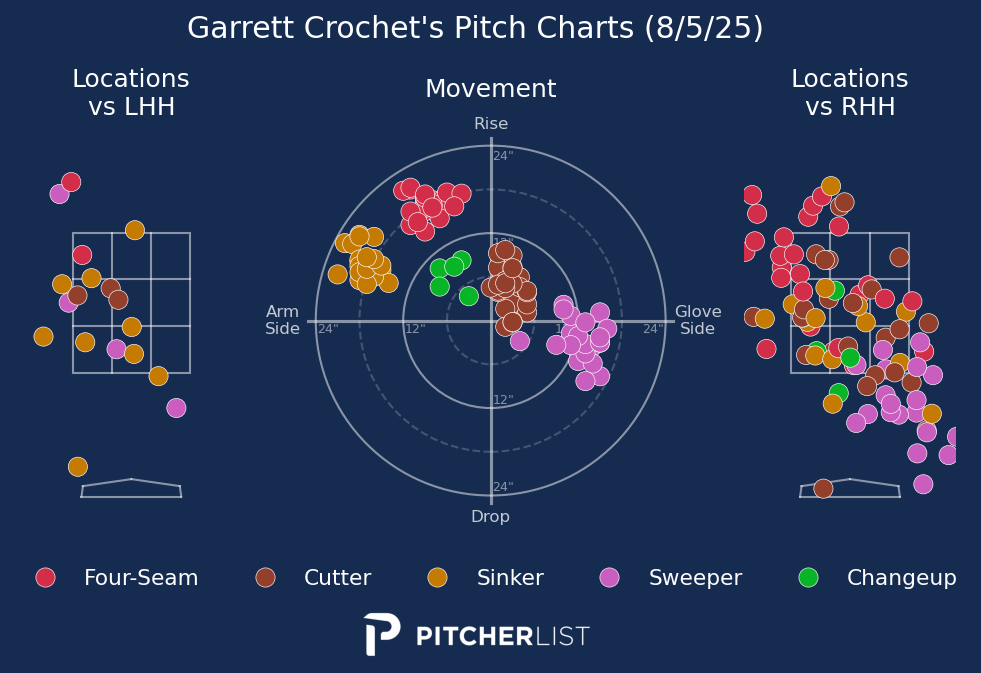 Garrett Crochet's Pitch Charts (8/5/25)
Locations
vs LHH
Movement
Locations
vs RHH
Rise
24"
12"
Arm
Side
24"
12"
24"
Glove
Side
12"
24"
Drop
Four-Seam
Cutter
Sinker
Sweeper
Changeup
PITCHERLIST